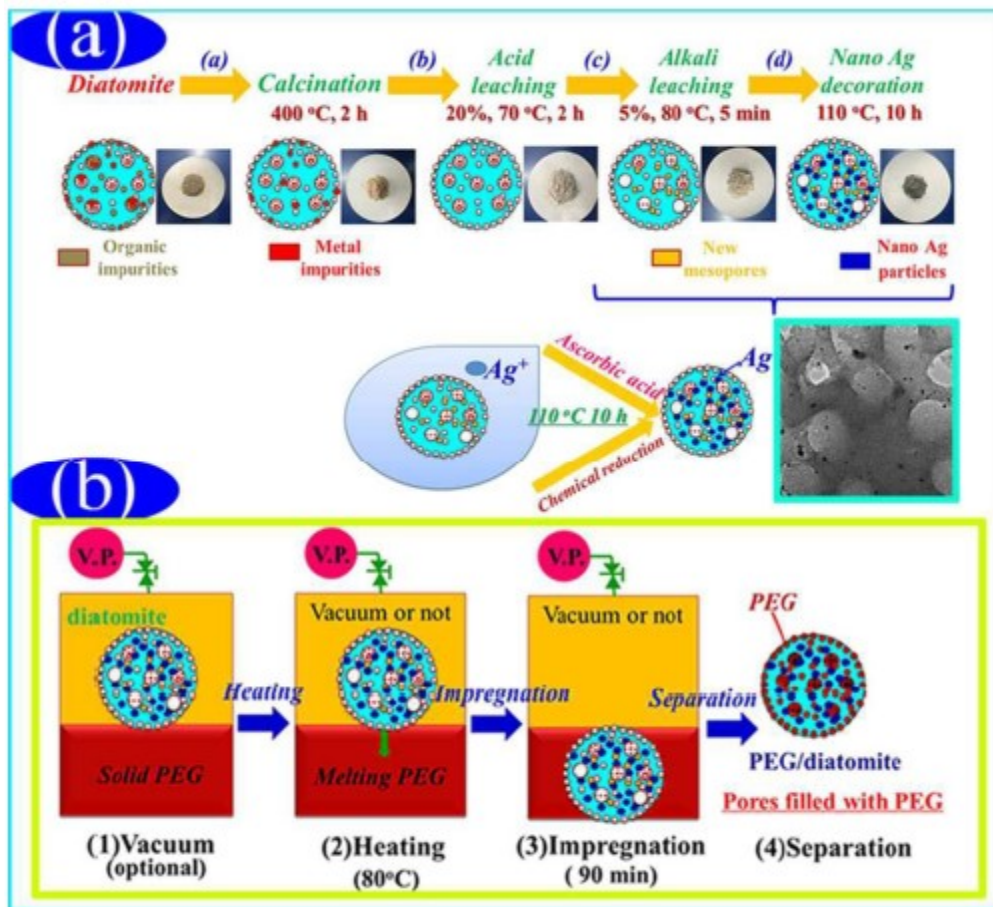 (a)
(a) (b) (c) (d)
Diatomite Calcination Acid leaching Alkali leaching Nano Ag decoration
400 °C, 2 h 20%, 70 °C, 2 h 5%, 80 °C, 5 min 110 °C, 10 h
Organic impurities
Metal impurities
New mesopores
Nano Ag particles
Ag+
Ascorbic acid
110 °C 10 h
Chemical reduction
Ag
(b)
V.P. V.P. V.P.
diatomite
Vacuum or not
Vacuum or not
PEG
Heating
Impregnation
Separation
Solid PEG
Melting PEG
PEG/diatomite
Pores filled with PEG
(1)Vacuum
(optional)
(2)Heating
(80°C)
(3)Impregnation
( 90 min)
(4)Separation